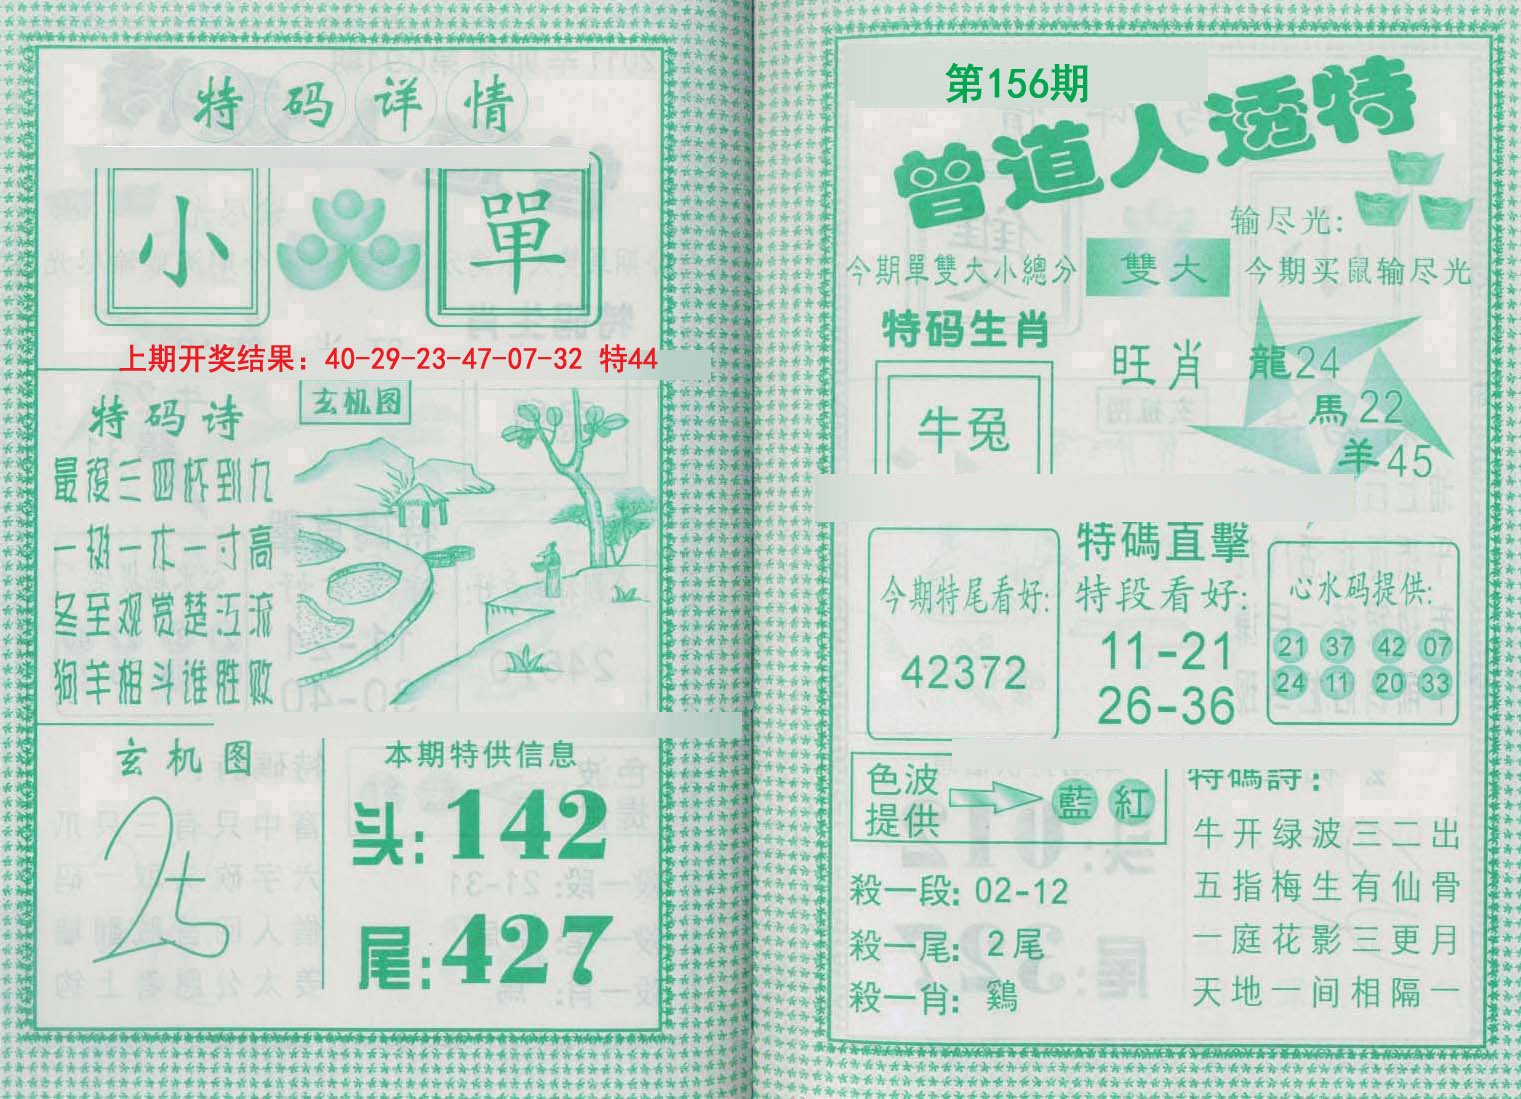 特码详情
小 單
上期开奖结果：40-29-23-47-07-32 特44
特码诗
最後三四杯到九
一树一木一寸高
冬至观赏楚江流
狗羊相斗谁胜败
玄机图
玄机图
本期特供信息
头:142
尾:427
第156期
曾道人透特
输尽光:
今期單雙大小總分 雙大 今期买鼠输尽光
特码生肖
牛兔
旺肖
龍24
馬22
羊45
今期特尾看好:
42372
特碼直擊
特段看好:
11-21
26-36
心水码提供:
21 37 42 07
24 11 20 33
色波
提供
藍 紅
殺一段: 02-12
殺一尾: 2尾
殺一肖: 鷄
特碼詩:
牛开绿波三二出
五指梅生有仙骨
一庭花影三更月
天地一间相隔一